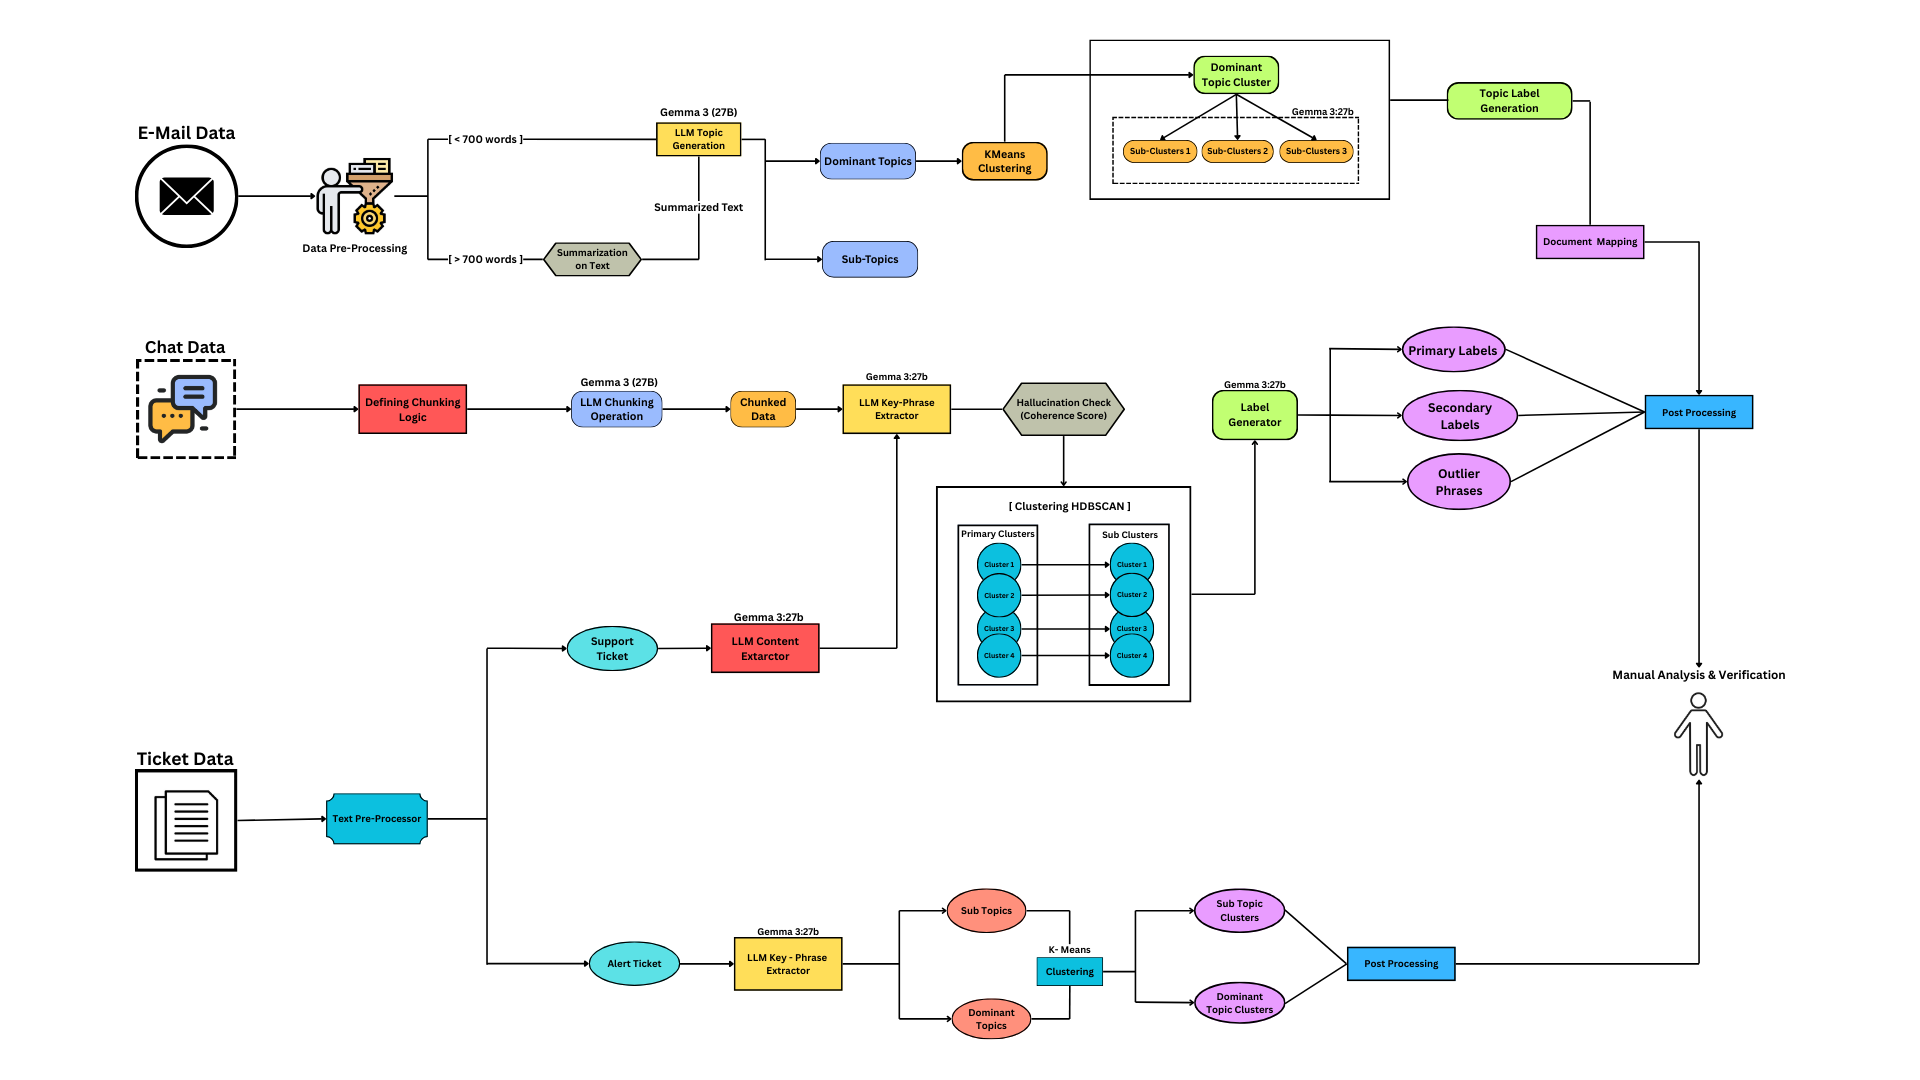 E-Mail Data
Data Pre-Processing
[ < 700 words ]
[ > 700 words ]
Summarization
on Text
Gemma 3 (27B)
LLM Topic
Generation
Summarized Text
Dominant Topics
Sub-Topics
KMeans
Clustering
Dominant
Topic Cluster
Gemma 3:27b
Sub-Clusters 1
Sub-Clusters 2
Sub-Clusters 3
Topic Label
Generation
Document Mapping
Chat Data
Defining Chunking
Logic
Gemma 3 (27B)
LLM Chunking
Operation
Chunked
Data
Gemma 3:27b
LLM Key-Phrase
Extractor
Hallucination Check
(Coherence Score)
[ Clustering HDBSCAN ]
Primary Clusters
Cluster 1
Cluster 2
Cluster 3
Cluster 4
Sub Clusters
Cluster 1
Cluster 2
Cluster 3
Cluster 4
Gemma 3:27b
Label
Generator
Primary Labels
Secondary
Labels
Outlier
Phrases
Post Processing
Manual Analysis & Verification
Ticket Data
Text Pre-Processor
Support
Ticket
Gemma 3:27b
LLM Content
Extarctor
Alert Ticket
Gemma 3:27b
LLM Key - Phrase
Extractor
Sub Topics
Dominant
Topics
K- Means
Clustering
Sub Topic
Clusters
Dominant
Topic Clusters
Post Processing